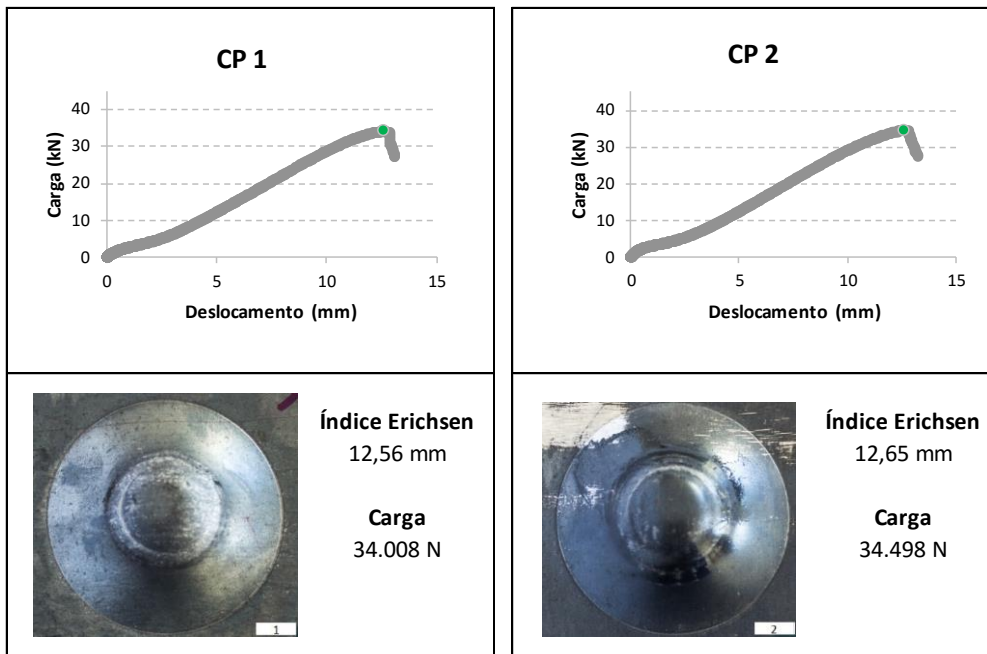 CP 1
40
30
20
10
0
Carga (kN)
0
5
10
15
Deslocamento (mm)
Índice Erichsen
12,56 mm
Carga
34.008 N
1
CP 2
40
30
20
10
0
Carga (kN)
0
5
10
15
Deslocamento (mm)
Índice Erichsen
12,65 mm
Carga
34.498 N
2